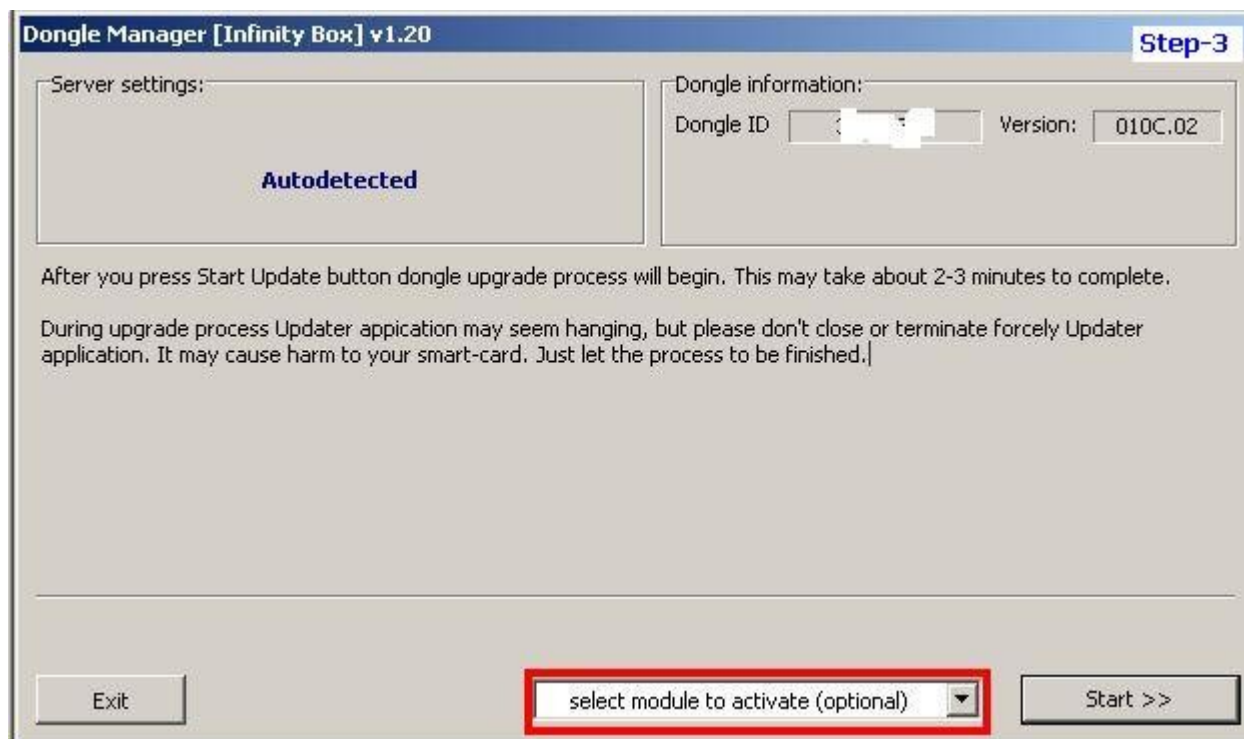 Dongle Manager [Infinity Box] v1.20
Step-3
Server settings:
Autodetected
Dongle information:
Dongle ID
Version: 010C.02
After you press Start Update button dongle upgrade process will begin. This may take about 2-3 minutes to complete.
During upgrade process Updater appication may seem hanging, but please don't close or terminate forcely Updater
application. It may cause harm to your smart-card. Just let the process to be finished.
Exit
select module to activate (optional)
Start >>